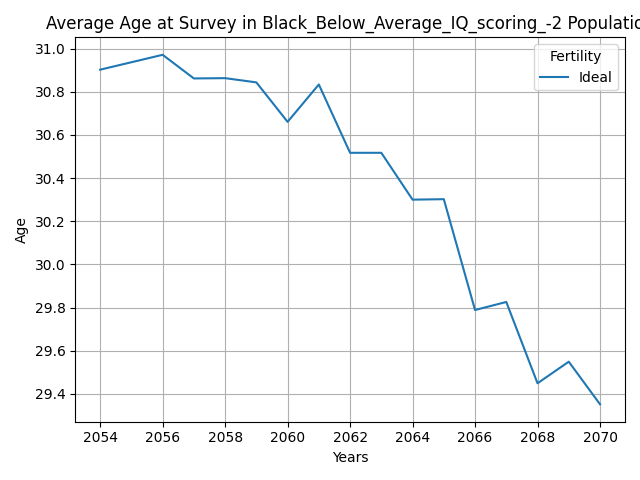 Average Age at Survey in Black_Below_Average_IQ_scoring_-2 Populatio
31.0
30.8
30.6
30.4
30.2
30.0
29.8
29.6
29.4
Age
Fertility
Ideal
2054 2056 2058 2060 2062 2064 2066 2068 2070
Years